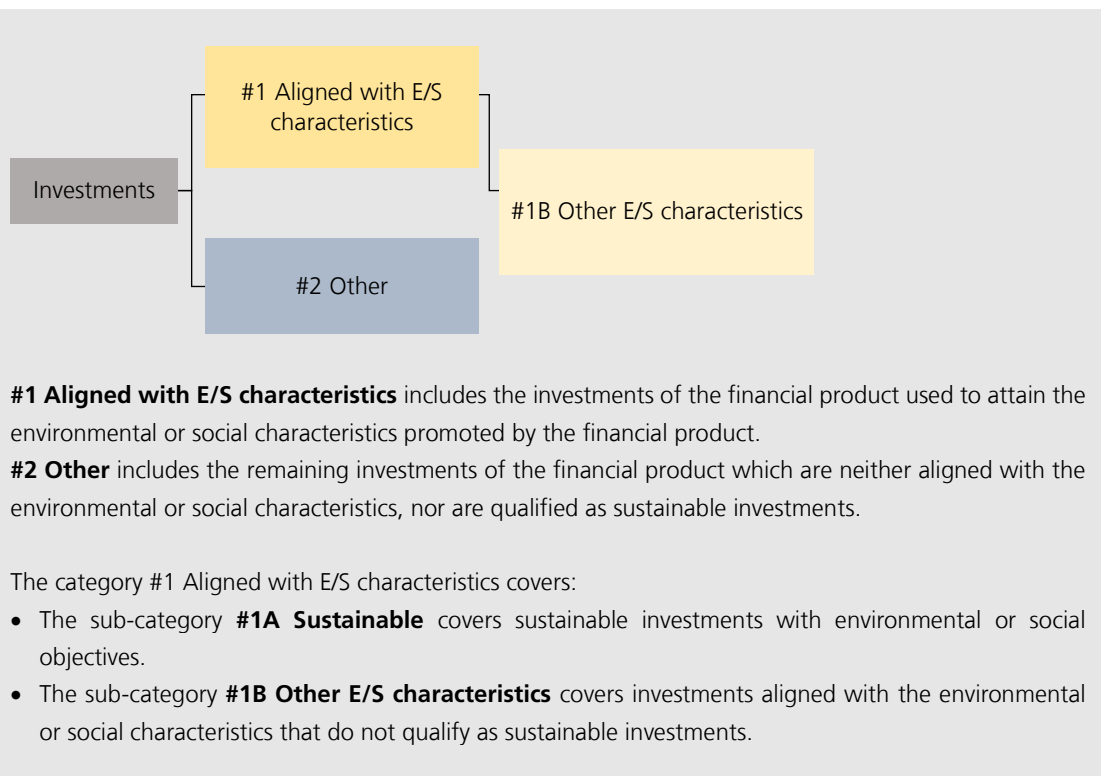 #1 Aligned with E/S
characteristics
Investments
#1B Other E/S characteristics
#2 Other
#1 Aligned with E/S characteristics includes the investments of the financial product used to attain the
environmental or social characteristics promoted by the financial product.
#2 Other includes the remaining investments of the financial product which are neither aligned with the
environmental or social characteristics, nor are qualified as sustainable investments.
The category #1 Aligned with E/S characteristics covers:
• The sub-category #1A Sustainable covers sustainable investments with environmental or social
objectives.
• The sub-category #1B Other E/S characteristics covers investments aligned with the environmental
or social characteristics that do not qualify as sustainable investments.